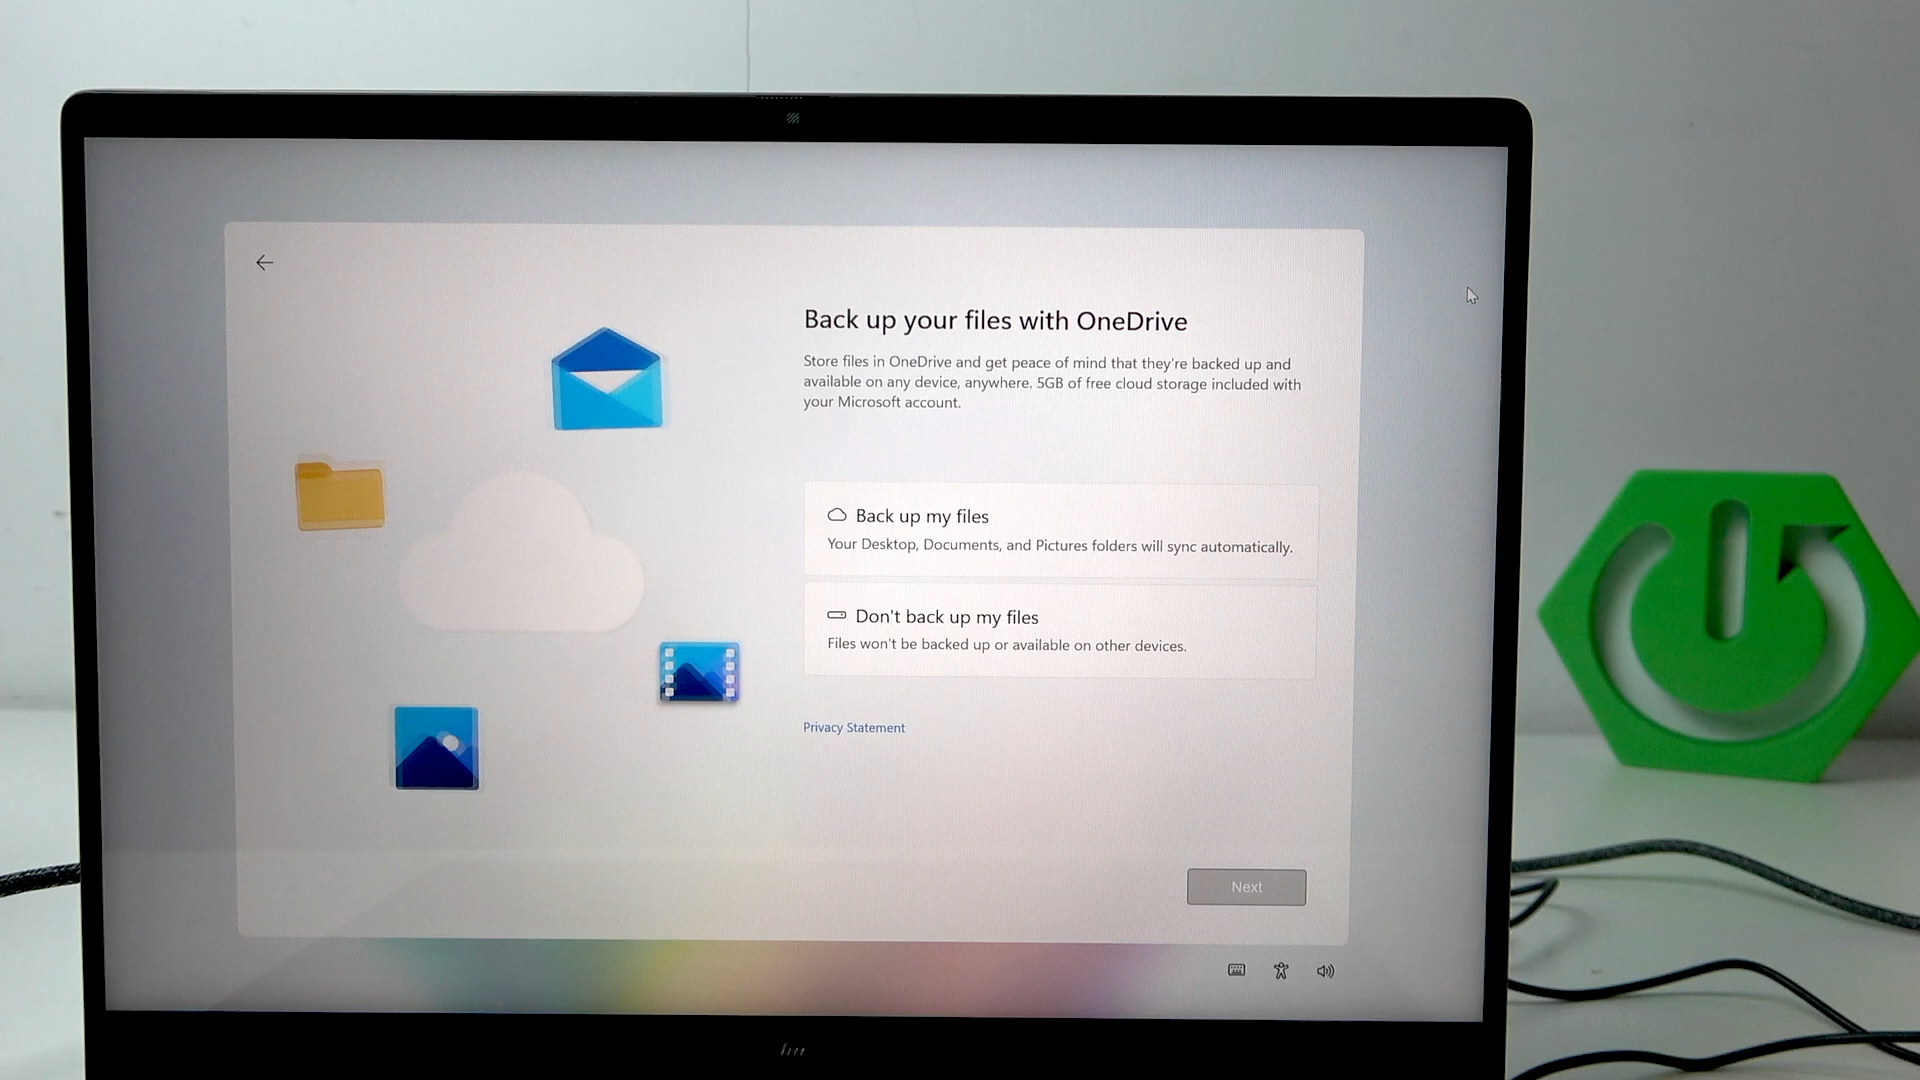 Back up your files with OneDrive
Store files in OneDrive and get peace of mind that they're backed up and
available on any device, anywhere. 5GB of free cloud storage included with
your Microsoft account.
Back up my files
Your Desktop, Documents, and Pictures folders will sync automatically.
Don't back up my files
Files won't be backed up or available on other devices.
Privacy Statement
Next
hp